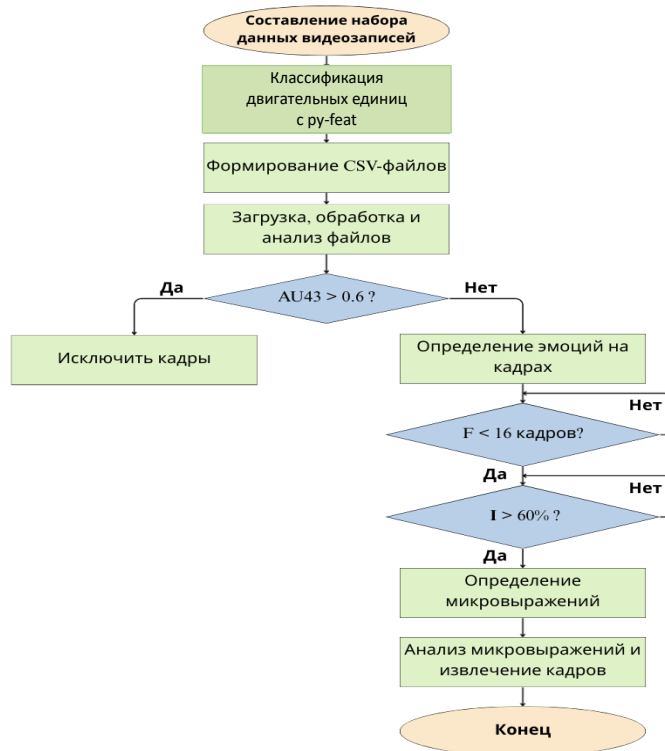 Составление набора
данных видеозаписей
Классификация
двигательных единиц
с py-feat
Формирование CSV-файлов
Загрузка, обработка и
анализ файлов
Да
AU43 > 0.6 ?
Нет
Исключить кадры
Определение эмоций на
кадрах
Нет
F < 16 кадров?
Да
Нет
I > 60% ?
Да
Определение
микровыражений
Анализ микровыражений и
извлечение кадров
Конец